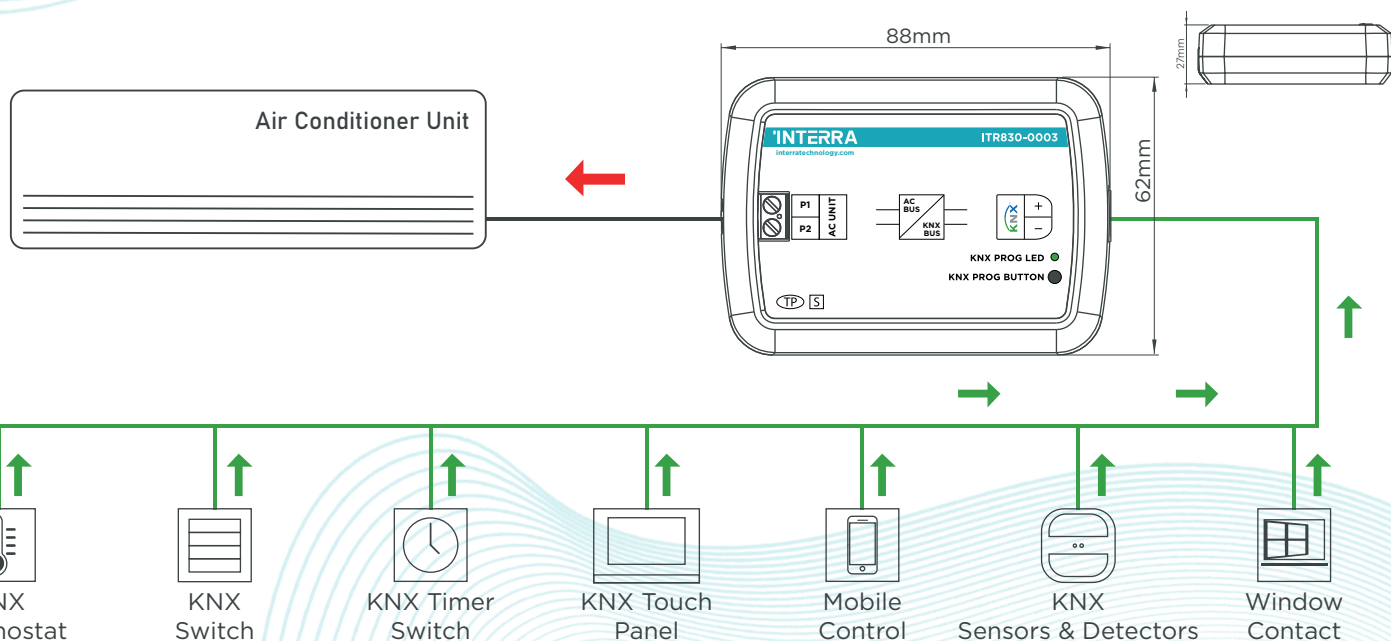 88mm
27mm
Air Conditioner Unit
INTERRA
ITR830-0003
interratechnology.com
62mm
P1
P2
AC UNIT
AC
BUS
KNX
BUS
KNX
+
−
KNX PROG LED
KNX PROG BUTTON
TP
S
KNX
Switch
KNX Timer
Switch
KNX Touch
Panel
Mobile
Control
KNX
Sensors & Detectors
Window
Contact